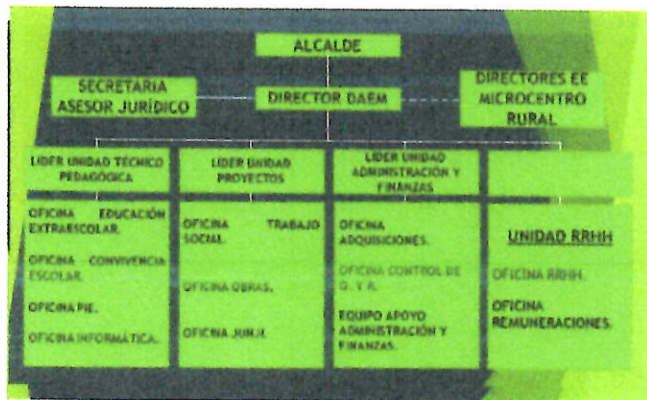 ALCALDE
SECRETARIA
ASESOR JURÍDICO
DIRECTOR DAEM
DIRECTORES EE
MICROCENTRO
RURAL
LIDER UNIDAD TÉCNICO
PEDAGÓGICA
LIDER UNIDAD
PROYECTOS
LIDER UNIDAD
ADMINISTRACIÓN Y
FINANZAS
OFICINA EDUCACIÓN
EXTRAESCOLAR.
OFICINA CONVIVENCIA
ESCOLAR.
OFICINA PIE.
OFICINA INFORMÁTICA.
OFICINA TRABAJO
SOCIAL.
OFICINA OBRAS.
OFICINA JUNJI.
OFICINA
ADQUISICIONES.
OFICINA CONTROL DE
G. Y R.
EQUIPO APOYO
ADMINISTRACIÓN Y
FINANZAS.
UNIDAD RRHH
OFICINA RRHH.
OFICINA
REMUNERACIONES.